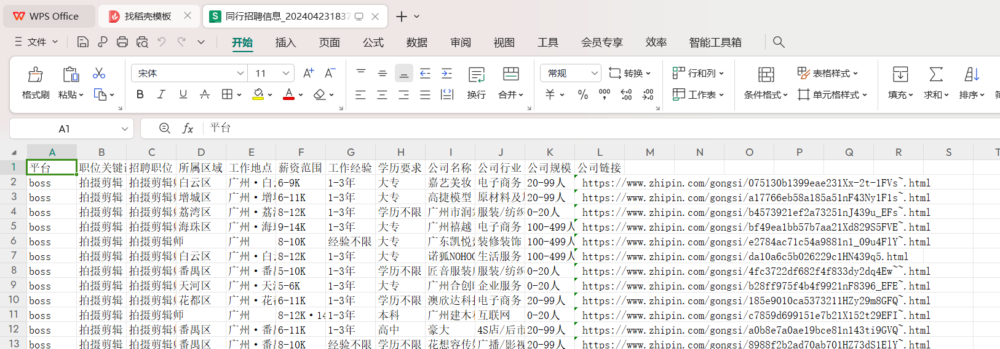 WPS Office 找稻壳模板 同行招聘信息_202404231837
文件 开始 插入 页面 公式 数据 审阅 视图 工具 会员专享 效率 智能工具箱
宋体 11 A+ A- 换行 合并 常规 转换 行和列 表格样式
格式刷 粘贴 B I U A A 工作表 条件格式 单元格样式 填充 求和 排序
A1 fx 平台
A B C D E F G H I J K L M N O P Q R S
1 平台 职位关键 招聘职位 所属区域 工作地点 薪资范围 工作经验 学历要求 公司名称 公司行业 公司规模 公司链接
2 boss 拍摄剪辑 拍摄剪辑 白云区 广州·白 6-9K 1-3年 大专 嘉艺美妆 电子商务 20-99人 https://www.zhipin.com/gongsi/075130b1399eae231Xx-2t-1FVs~.html
3 boss 拍摄剪辑 拍摄剪辑 增城区 广州·增 6-11K 1-3年 大专 高捷模型 原材料及 20-99人 https://www.zhipin.com/gongsi/a17766eb58a185a51nF43Ny1F1s~.html
4 boss 拍摄剪辑 拍摄剪辑 荔湾区 广州·荔 8-12K 1-3年 学历不限 广州市润 服装/纺织 0-20人 https://www.zhipin.com/gongsi/b4573921ef2a73251nJ439u_EFs~.html
5 boss 拍摄剪辑 拍摄剪辑 海珠区 广州·海 9-14K 1-3年 大专 广州禧越 电子商务 100-499人 https://www.zhipin.com/gongsi/bf49ea1bb57b7aa21Xd829S5FVE~.html
6 boss 拍摄剪辑 拍摄剪辑师 广州 8-10K 经验不限 大专 广东凯悦 装修装饰 100-499人 https://www.zhipin.com/gongsi/e2784ac71c54a9881n1_09u4F1Y~.html
7 boss 拍摄剪辑 拍摄剪辑 白云区 广州·白 8-12K 1-3年 大专 诺狐NOHOO 生活服务 100-499人 https://www.zhipin.com/gongsi/da10a6c5b026229c1HN439q5.html
8 boss 拍摄剪辑 拍摄剪辑 番禺区 广州·番 5-10K 1-3年 学历不限 匠音服装 服装/纺织 0-20人 https://www.zhipin.com/gongsi/4fc3722df682f4f833dy2dq4Ew~~.html
9 boss 拍摄剪辑 拍摄剪辑 天河区 广州·天 5-6K 1-3年 大专 广州合创 企业服务 0-20人 https://www.zhipin.com/gongsi/b28ff975f4b4f9921nF8396_EFE~.html
10 boss 拍摄剪辑 拍摄剪辑 花都区 广州·花 6-11K 1-3年 学历不限 澳欣达科 电子商务 20-99人 https://www.zhipin.com/gongsi/185e9010ca5373211HZy29m8GFQ~.html
11 boss 拍摄剪辑 拍摄剪辑师 广州 8-12K·14 1-3年 本科 广州建木 互联网 0-20人 https://www.zhipin.com/gongsi/c7859d699151e7b21X152t29EFI~.html
12 boss 拍摄剪辑 拍摄剪辑 番禺区 广州·番 6-11K 1-3年 高中 豪大 4S店/后市 20-99人 https://www.zhipin.com/gongsi/a0b8e7a0ae19bce81n143ti9GVQ~.html
13 boss 拍摄剪辑 拍摄剪辑 番禺区 广州·番 6-10K 经验不限 学历不限 花想容传 广播/影视 20-99人 https://www.zhipin.com/gongsi/8988f2b2ad70ab701HZ73dS1E1Y~.html